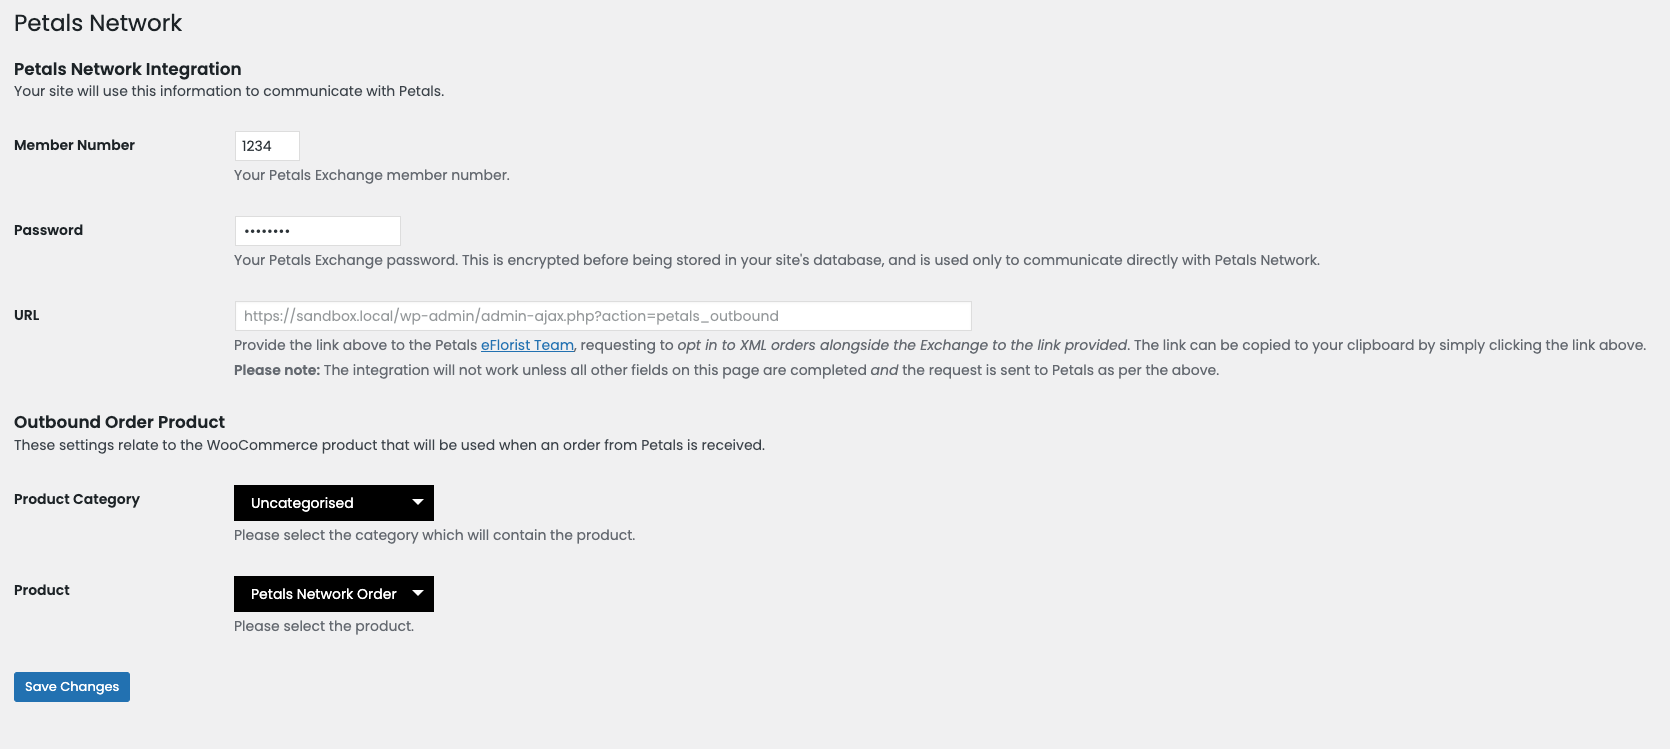 Petals Network
Petals Network Integration
Your site will use this information to communicate with Petals.
Member Number
1234
Your Petals Exchange member number.
Password
••••••••
Your Petals Exchange password. This is encrypted before being stored in your site's database, and is used only to communicate directly with Petals Network.
URL
https://sandbox.local/wp-admin/admin-ajax.php?action=petals_outbound
Provide the link above to the Petals eFlorist Team, requesting to opt in to XML orders alongside the Exchange to the link provided. The link can be copied to your clipboard by simply clicking the link above.
Please note: The integration will not work unless all other fields on this page are completed and the request is sent to Petals as per the above.
Outbound Order Product
These settings relate to the WooCommerce product that will be used when an order from Petals is received.
Product Category
Uncategorised
Please select the category which will contain the product.
Product
Petals Network Order
Please select the product.
Save Changes